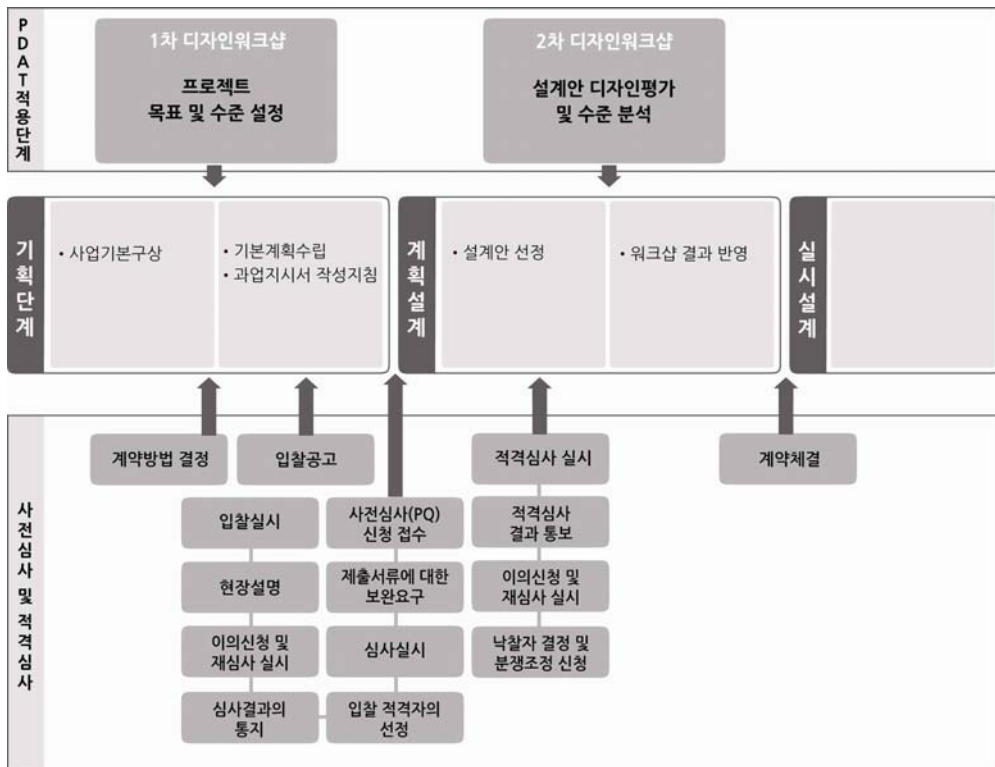 PDAT적용단계
1차 디자인워크샵
프로젝트
목표 및 수준 설정
2차 디자인워크샵
설계안 디자인평가
및 수준 분석
기획단계
• 사업기본구상
• 기본계획수립
• 과업지시서 작성지침
계획설계
• 설계안 선정
• 워크샵 결과 반영
실시설계
사전심사 및 적격심사
계약방법 결정
입찰공고
적격심사 실시
계약체결
입찰실시
사전심사(PQ)
신청 접수
적격심사
결과 통보
현장설명
제출서류에 대한
보완요구
이의신청 및
재심사 실시
이의신청 및
재심사 실시
심사실시
낙찰자 결정 및
분쟁조정 신청
심사결과의
통지
입찰 적격자의
선정